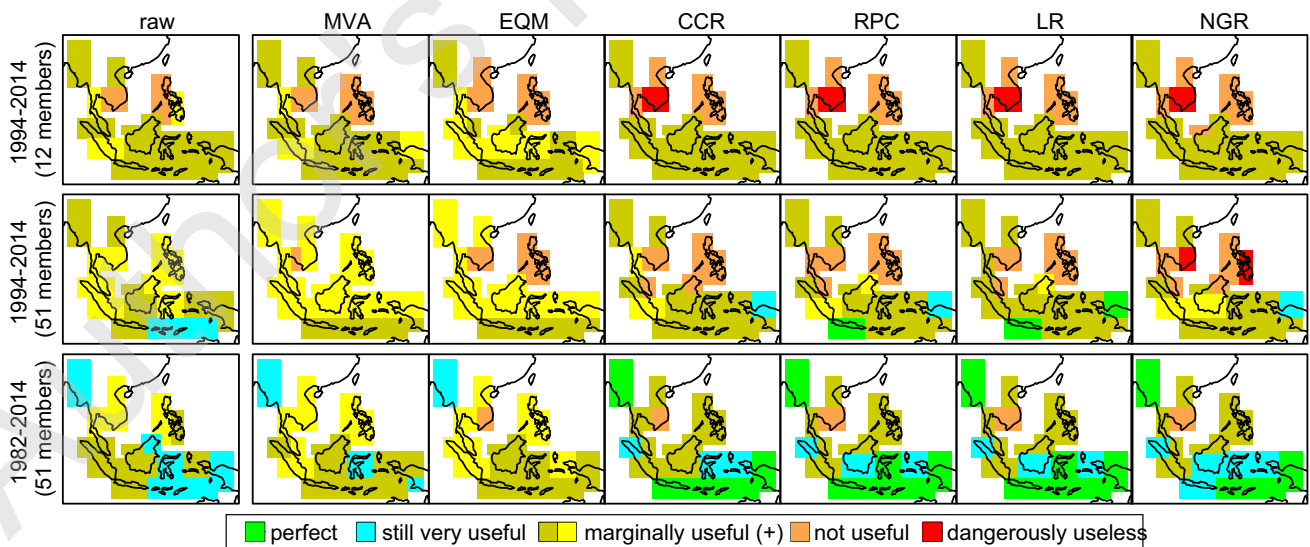 raw MVA EQM CCR RPC LR NGR
1994-2014
(12 members)
1994-2014
(51 members)
1982-2014
(51 members)
perfect still very useful marginally useful (+) not useful dangerously useless
Author's